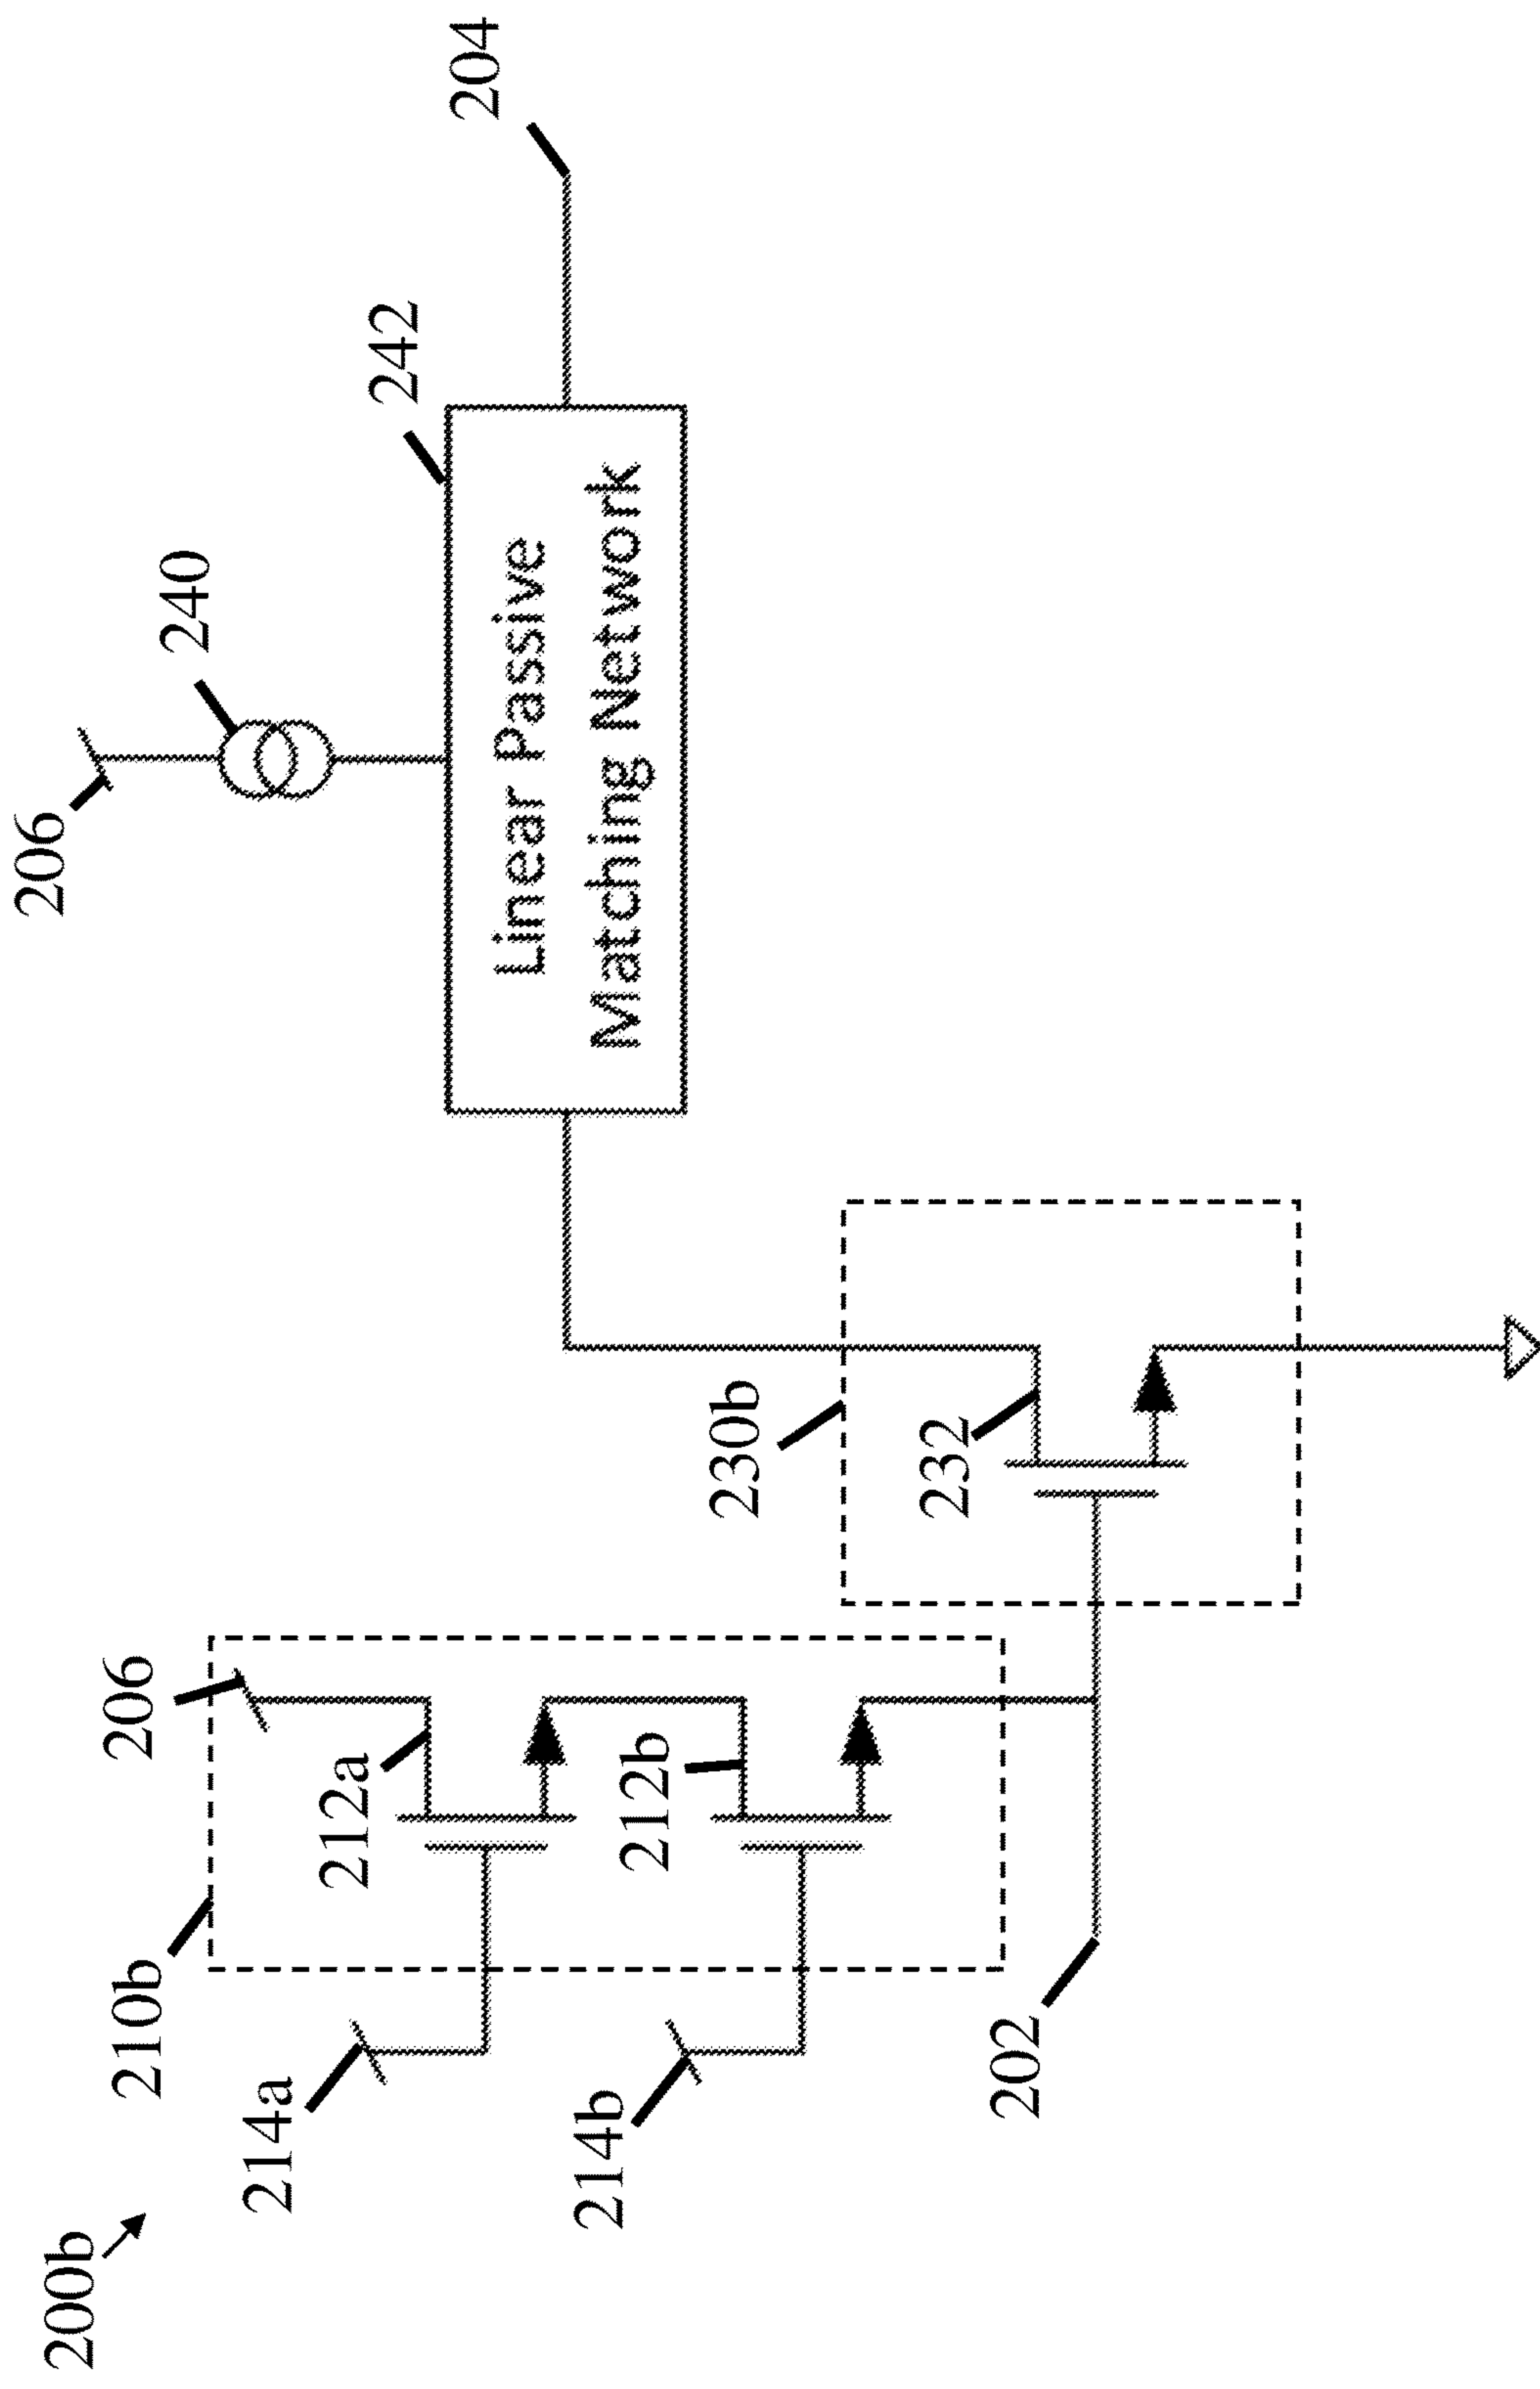 200b
206
240
242
204
210b
206
214a
212a
214b
212b
Linear Passive
Matching Network
230b
232
202